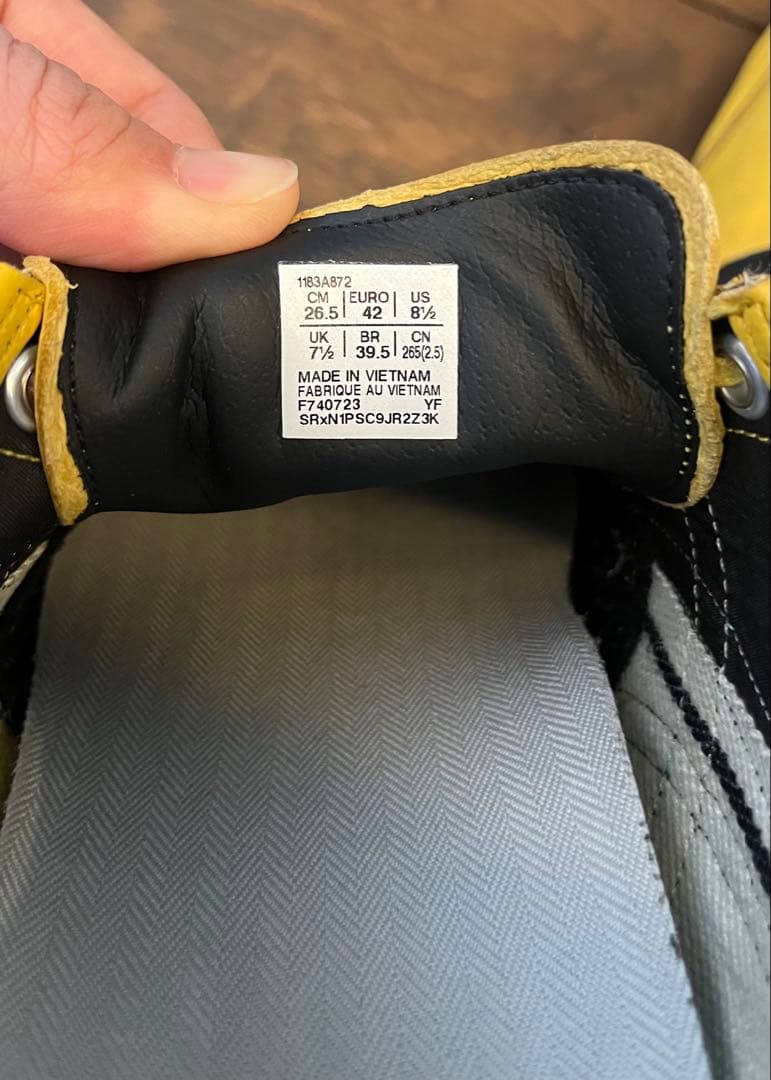 1183A872
CM EURO US
26.5 42 8½
UK BR CN
7½ 39.5 265(2.5)
MADE IN VIETNAM
FABRIQUE AU VIETNAM
F740723 YF
SRxN1PSC9JR2Z3K